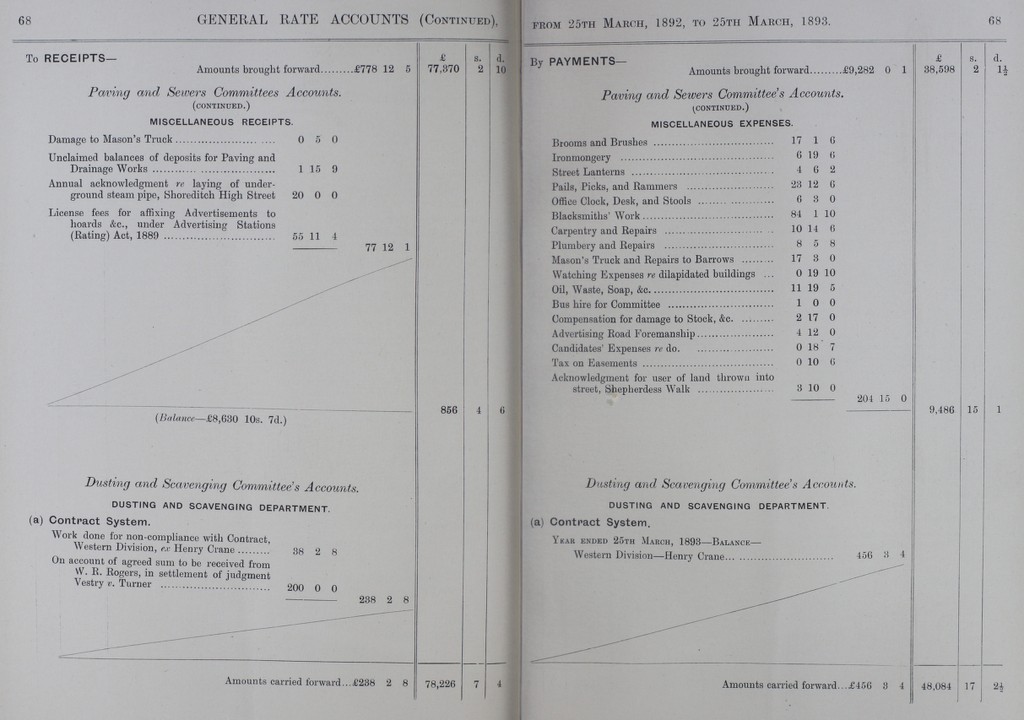 68 GENERAL RATE ACCOUNTS (CONTINUED),
To RECEIPTS— £ s. d.
Amounts brought forward.........£778 12 5 77,370 2 10
Paving and Sewers Committees Accounts.
(CONTINUED.)
MISCELLANEOUS RECEIPTS.
Damage to Mason's Truck........................... 0 5 0
Unclaimed balances of deposits for Paving and
Drainage Works ................................ 1 15 9
Annual acknowledgment re laying of under-
ground steam pipe, Shoreditch High Street 20 0 0
License fees for affixing Advertisements to
hoards &c., under Advertising Stations
(Rating) Act, 1889 ............................. 55 11 4
77 12 1
856 4 6
(Balance—£8,630 10s. 7d.)
Dusting and Scavenging Committee's Accounts.
DUSTING AND SCAVENGING DEPARTMENT.
(a) Contract System.
Work done for non-compliance with Contract,
Western Division, ex Henry Crane ......... 38 2 8
On account of agreed sum to be received from
W. R. Rogers, in settlement of judgment
Vestry v. Turner ............................. 200 0 0
238 2 8
Amounts carried forward...£238 2 8 78,226 7 4
FROM 25TH MARCH, 1892, TO 25TH MARCH, 1893. 68
By PAYMENTS— £ s. d.
Amounts brought forward.........£9,282 0 1 38,598 2 1½
Paving and Sewers Committee's Accounts.
(CONTINUED.)
MISCELLANEOUS EXPENSES.
Brooms and Brushes ................................ 17 1 6
Ironmongery ........................................ 6 19 6
Street Lanterns ..................................... 4 6 2
Pails, Picks, and Rammers ....................... 23 12 6
Office Clock, Desk, and Stools ................... 6 3 0
Blacksmiths' Work .................................. 84 1 10
Carpentry and Repairs ............................ 10 14 6
Plumbery and Repairs ............................. 8 5 8
Mason's Truck and Repairs to Barrows ......... 17 3 0
Watching Expenses re dilapidated buildings ... 0 19 10
Oil, Waste, Soap, &c................................. 11 19 5
Bus hire for Committee ............................ 1 0 0
Compensation for damage to Stock, &c. ......... 2 17 0
Advertising Road Foremanship.................... 4 12 0
Candidates' Expenses re do. .................... 0 18 7
Tax on Easements ................................... 0 10 6
Acknowledgment for user of land thrown into
street, Shepherdess Walk .................... 3 10 0
204 15 0
9,486 15 1
Dusting and Scavenging Committee's Accounts.
DUSTING AND SCAVENGING DEPARTMENT.
(a) Contract System.
YEAR ENDED 25TH MARCH, 1893—BALANCE—
Western Division—Henry Crane............................. 456 3 4
Amounts carried forward...£456 3 4 48,084 17 2½